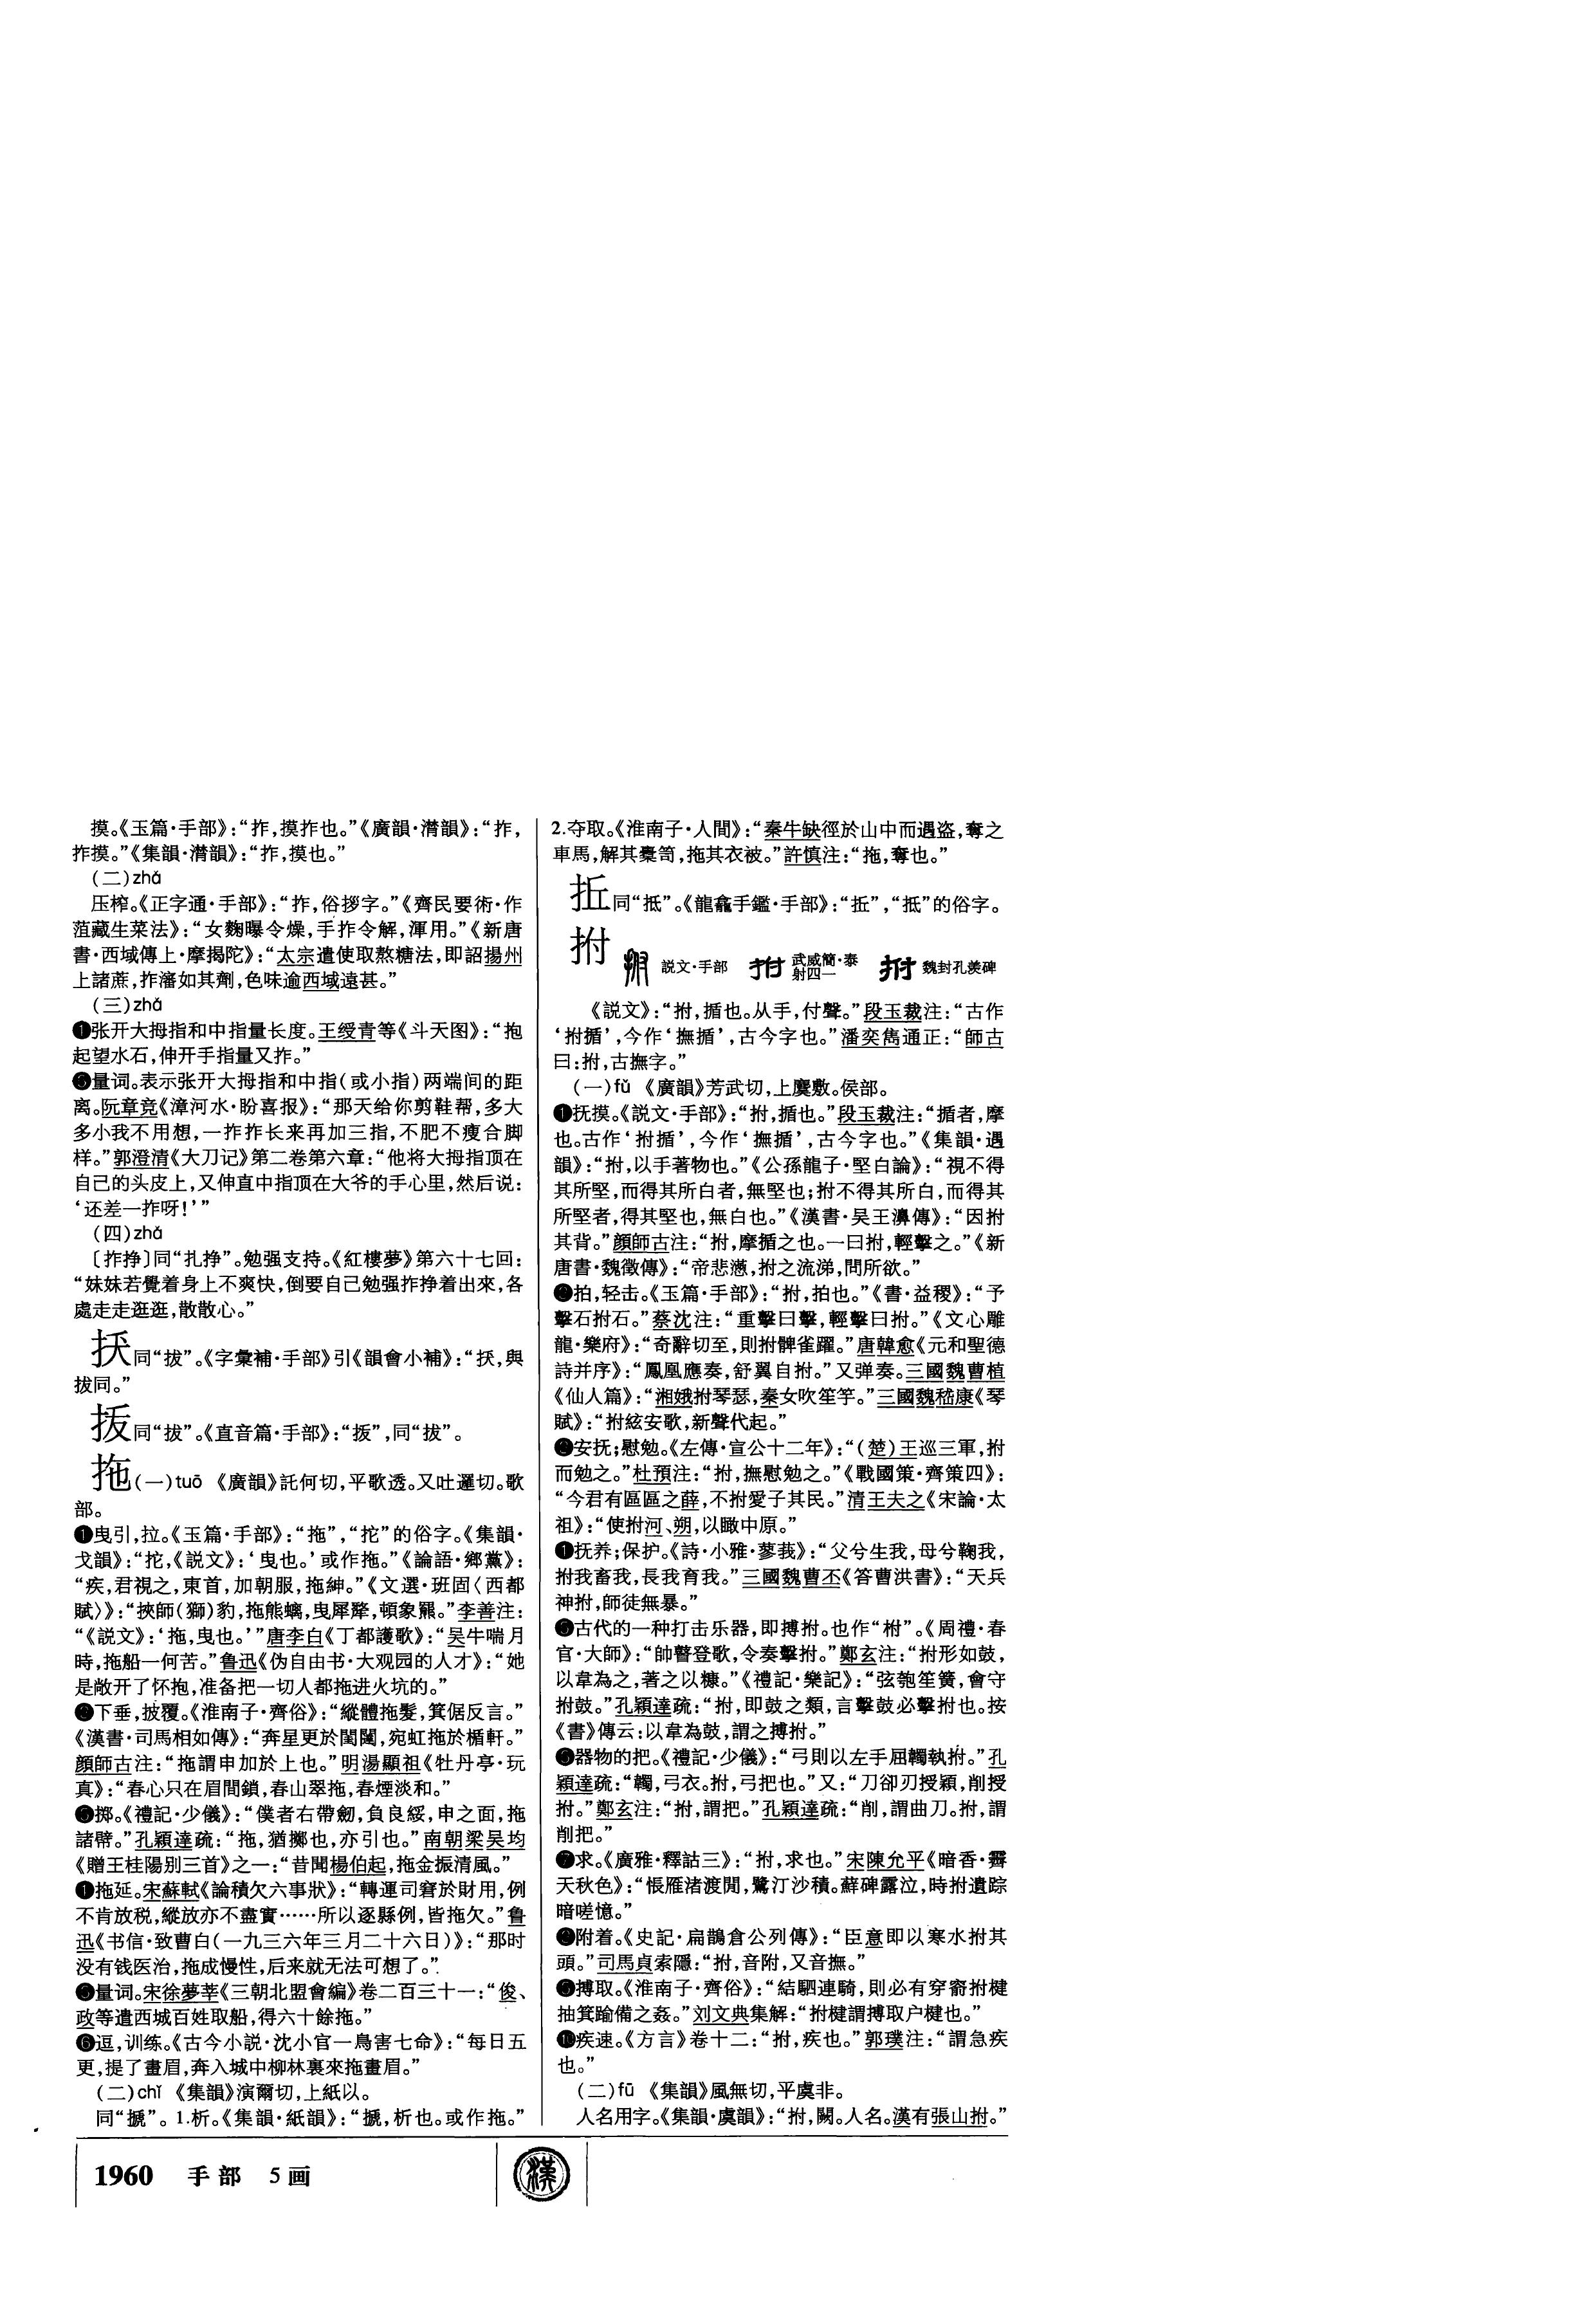 摸。《玉篇·手部》：“拃，摸拃也。”《廣韻·潸韻》：“拃，
拃摸。”《集韻·潸韻》：“拃，摸也。”
（二）zhǎ
压榨。《正字通·手部》：“拃，俗拶字。”《齊民要術·作
菹藏生菜法》：“女麴曝令燥，手拃令解，渾用。”《新唐
書·西域傳上·摩揭陀》：“太宗遣使取熬糖法，即詔揚州
上諸蔗，拃瀋如其劑，色味逾西域遠甚。”
（三）zhǎ
❶张开大拇指和中指量长度。王绶青等《斗天图》：“抱
起望水石，伸开手指量又拃。”
量词。表示张开大拇指和中指（或小指）两端间的距
离。阮章竞《漳河水·盼喜报》：“那天给你剪鞋帮，多大
多小我不用想，一拃拃长来再加三指，不肥不瘦合脚
样。”郭澄清《大刀记》第二卷第六章：“他将大拇指顶在
自己的头皮上，又伸直中指顶在大爷的手心里，然后说：
‘还差一拃呀！’”
（四）zhǎ
〔拃挣〕同“扎挣”。勉强支持。《紅樓夢》第六十七回：
“妹妹若覺着身上不爽快，倒要自己勉强拃挣着出來，各
處走走逛逛，散散心。”
同“拔”。《字彙補·手部》引《韻會小補》：“，與
拔同。”
同“拔”。《直音篇·手部》：“”，同“拔”。
拖（一）tuō 《廣韻》託何切，平歌透。又吐邏切。歌
部。
❶曳引，拉。《玉篇·手部》：“拖”，“拕”的俗字。《集韻·
戈韻》：“拕，《説文》：‘曳也。’或作拖。”《論語·鄉黨》：
“疾，君視之，東首，加朝服，拖紳。”《文選·班固〈西都
賦〉》：“挾師（獅）豹，拖熊螭，曳犀犛，頓象羆。”李善注：
“《説文》：‘拖，曳也。’”唐李白《丁都護歌》：“吴牛喘月
時，拖船一何苦。”鲁迅《伪自由书·大观园的人才》：“她
是敞开了怀抱，准备把一切人都拖进火坑的。”
下垂，披覆。《淮南子·齊俗》：“縱體拖髮，箕倨反言。”
《漢書·司馬相如傳》：“奔星更於閨闥，宛虹拖於楯軒。”
顔師古注：“拖謂申加於上也。”明湯顯祖《牡丹亭·玩
真》：“春心只在眉間鎖，春山翠拖，春煙淡和。”
掷。《禮記·少儀》：“僕者右帶劒，負良綏，申之面，拖
諸幦。”孔穎達疏：“拖，猶擲也，亦引也。”南朝梁吴均
《贈王桂陽别三首》之一：“昔聞楊伯起，拖金振清風。”
拖延。宋蘇軾《論積欠六事狀》：“轉運司窘於財用，例
不肯放税，縱放亦不盡實……所以逐縣例，皆拖欠。”鲁
迅《书信·致曹白（一九三六年三月二十六日）》：“那时
没有钱医治，拖成慢性，后来就无法可想了。”
❺量词。宋徐夢莘《三朝北盟會編》卷二百三十一：“俊、
政等遣西城百姓取船，得六十餘拖。”
❻逗，训练。《古今小説·沈小官一鳥害七命》：“每日五
更，提了畫眉，奔入城中柳林裏來拖畫眉。”
（二）chǐ 《集韻》演爾切，上紙以。
同“搋”。1.析。《集韻·紙韻》：“搋，析也。或作拖。”
2.夺取。《淮南子·人間》：“秦牛缺徑於山中而遇盗，奪之
車馬，解其橐笥，拖其衣被。”許慎注：“拖，奪也。”
同“抵”。《龍龕手鑑·手部》：“”，“抵”的俗字。
拊 説文·手部 武威簡·泰
射四一 魏封孔羨碑
《説文》：“拊，揗也。从手，付聲。”段玉裁注：“古作
‘拊揗’，今作‘撫揗’，古今字也。”潘奕雋通正：“師古
曰：拊，古撫字。”
（一）fǔ 《廣韻》芳武切，上麌敷。侯部。
❶抚摸。《説文·手部》：“拊，揗也。”段玉裁注：“揗者，摩
也。古作‘拊揗’，今作‘撫揗’，古今字也。”《集韻·遇
韻》：“拊，以手著物也。”《公孫龍子·堅白論》：“視不得
其所堅，而得其所白者，無堅也；拊不得其所白，而得其
所堅者，得其堅也，無白也。”《漢書·吴王濞傳》：“因拊
其背。”顔師古注：“拊，摩揗之也。一曰拊，輕擊之。”《新
唐書·魏徵傳》：“帝悲懣，拊之流涕，問所欲。”
❷拍，轻击。《玉篇·手部》：“拊，拍也。”《書·益稷》：“予
擊石拊石。”蔡沈注：“重擊曰擊，輕擊曰拊。”《文心雕
龍·樂府》：“奇辭切至，則拊髀雀躍。”唐韓愈《元和聖德
詩并序》：“鳳凰應奏，舒翼自拊。”又弹奏。三國魏曹植
《仙人篇》：“湘娥拊琴瑟，秦女吹笙竽。”三國魏嵇康《琴
賦》：“拊絃安歌，新聲代起。”
安抚；慰勉。《左傳·宣公十二年》：“（楚）王巡三軍，拊
而勉之。”杜預注：“拊，撫慰勉之。”《戰國策·齊策四》：
“今君有區區之薛，不拊愛子其民。”清王夫之《宋論·太
祖》：“使拊河、朔，以瞰中原。”
抚养；保护。《詩·小雅·蓼莪》：“父兮生我，母兮鞠我，
拊我畜我，長我育我。”三國魏曹丕《答曹洪書》：“天兵
神拊，師徒無暴。”
❺古代的一种打击乐器，即搏拊。也作“柎”。《周禮·春
官·大師》：“帥瞽登歌，令奏擊拊。”鄭玄注：“拊形如鼓，
以韋為之，著之以糠。”《禮記·樂記》：“弦匏笙簧，會守
拊鼓。”孔穎達疏：“拊，即鼓之類，言擊鼓必擊拊也。按
《書》傳云：以韋為鼓，謂之搏拊。”
器物的把。《禮記·少儀》：“弓則以左手屈韣執拊。”孔
穎達疏：“韣，弓衣。拊，弓把也。”又：“刀卻刃授穎，削授
拊。”鄭玄注：“拊，謂把。”孔穎達疏：“削，謂曲刀。拊，謂
削把。”
❼求。《廣雅·釋詁三》：“拊，求也。”宋陳允平《暗香·霽
天秋色》：“悵雁渚渡閒，鷺汀沙積。蘚碑露泣，時拊遺踪
暗嗟憶。”
附着。《史記·扁鵲倉公列傳》：“臣意即以寒水拊其
頭。”司馬貞索隱：“拊，音附，又音撫。”
搏取。《淮南子·齊俗》：“結駟連騎，則必有穿窬拊楗
抽箕踰備之姦。”刘文典集解：“拊楗謂搏取户楗也。”
❿疾速。《方言》卷十二：“拊，疾也。”郭璞注：“謂急疾
也。”
（二）fū 《集韻》風無切，平虞非。
人名用字。《集韻·虞韻》：“拊，闕。人名。漢有張山拊。”
1960 手部 5画
漢